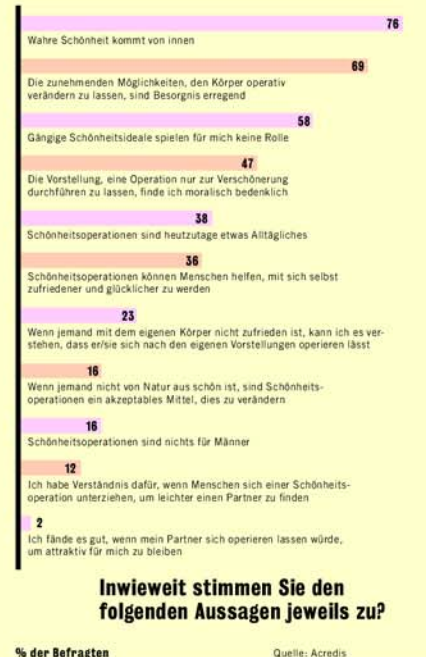 76
Wahre Schönheit kommt von innen
69
Die zunehmenden Möglichkeiten, den Körper operativ
verändern zu lassen, sind Besorgnis erregend
58
Gängige Schönheitsideale spielen für mich keine Rolle
47
Die Vorstellung, eine Operation nur zur Verschönerung
durchführen zu lassen, finde ich moralisch bedenklich
38
Schönheitsoperationen sind heutzutage etwas Alltägliches
36
Schönheitsoperationen können Menschen helfen, mit sich selbst
zufriedener und glücklicher zu werden
23
Wenn jemand mit dem eigenen Körper nicht zufrieden ist, kann ich es ver-
stehen, dass er/sie sich nach den eigenen Vorstellungen operieren lässt
16
Wenn jemand nicht von Natur aus schön ist, sind Schönheits-
operationen ein akzeptables Mittel, dies zu verändern
16
Schönheitsoperationen sind nichts für Männer
12
Ich habe Verständnis dafür, wenn Menschen sich einer Schönheits-
operation unterziehen, um leichter einen Partner zu finden
2
Ich fände es gut, wenn mein Partner sich operieren lassen würde,
um attraktiv für mich zu bleiben
Inwieweit stimmen Sie den
folgenden Aussagen jeweils zu?
% der Befragten
Quelle: Acredis